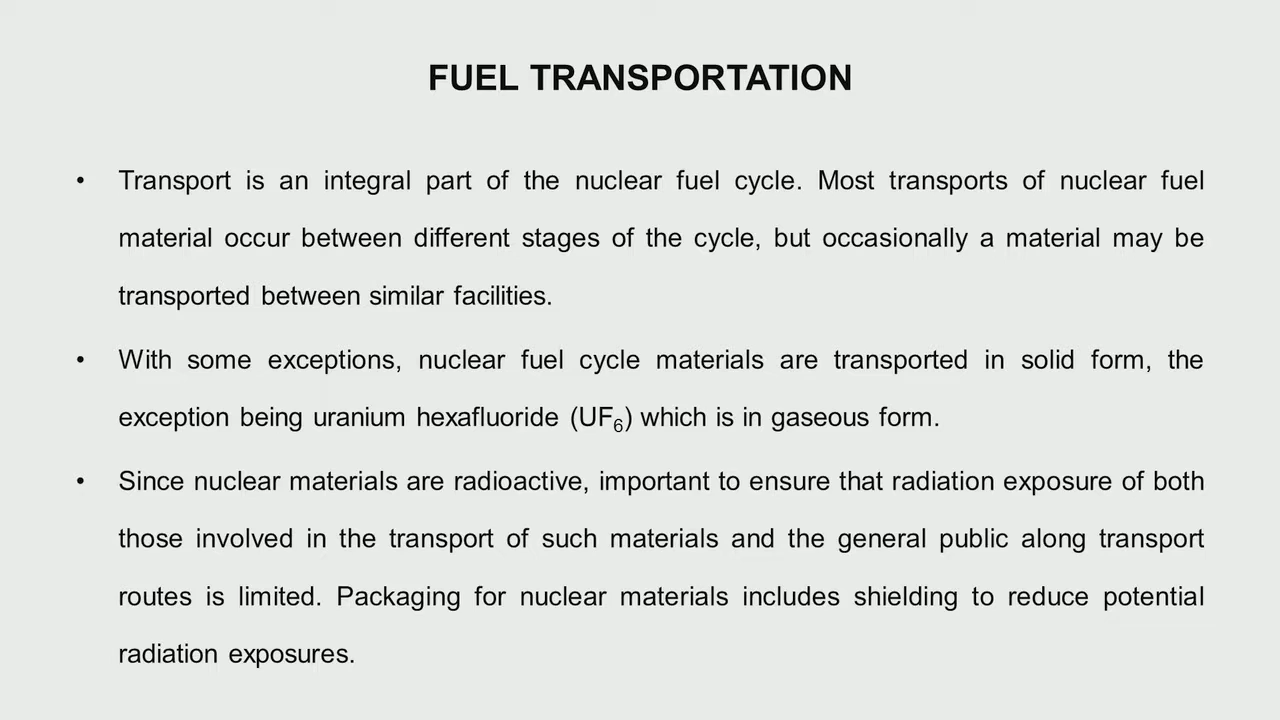 FUEL TRANSPORTATION
• Transport is an integral part of the nuclear fuel cycle. Most transports of nuclear fuel
material occur between different stages of the cycle, but occasionally a material may be
transported between similar facilities.
• With some exceptions, nuclear fuel cycle materials are transported in solid form, the
exception being uranium hexafluoride (UF₆) which is in gaseous form.
• Since nuclear materials are radioactive, important to ensure that radiation exposure of both
those involved in the transport of such materials and the general public along transport
routes is limited. Packaging for nuclear materials includes shielding to reduce potential
radiation exposures.